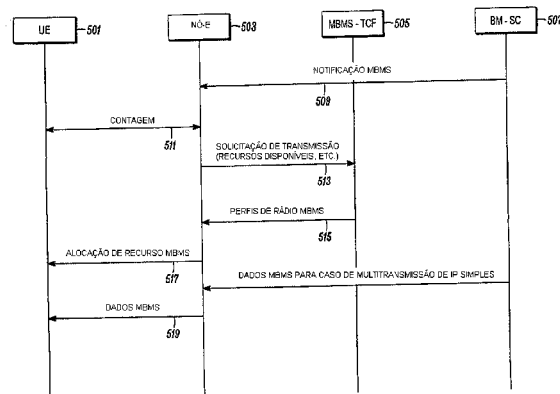 UE
501
NÓ-E
503
MBMS - TCF
505
BM - SC
NOTIFICAÇÃO MBMS
509
CONTAGEM
511
SOLICITAÇÃO DE TRANSMISSÃO
(RECURSOS DISPONÍVEIS, ETC.)
513
PERFIS DE RÁDIO MBMS
515
ALOCAÇÃO DE RECURSO MBMS
517
DADOS MBMS PARA CASO DE MULTITRANSMISSÃO DE IP SIMPLES
DADOS MBMS
519